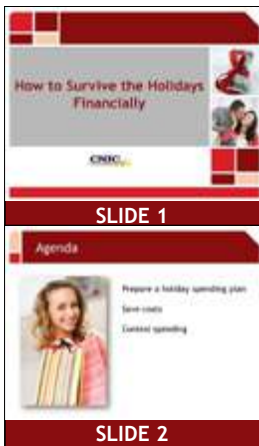 How to Survive the Holidays
Financially
CNIC
SLIDE 1
Agenda
Prepare a holiday spending plan
Save costs
Control spending
SLIDE 2